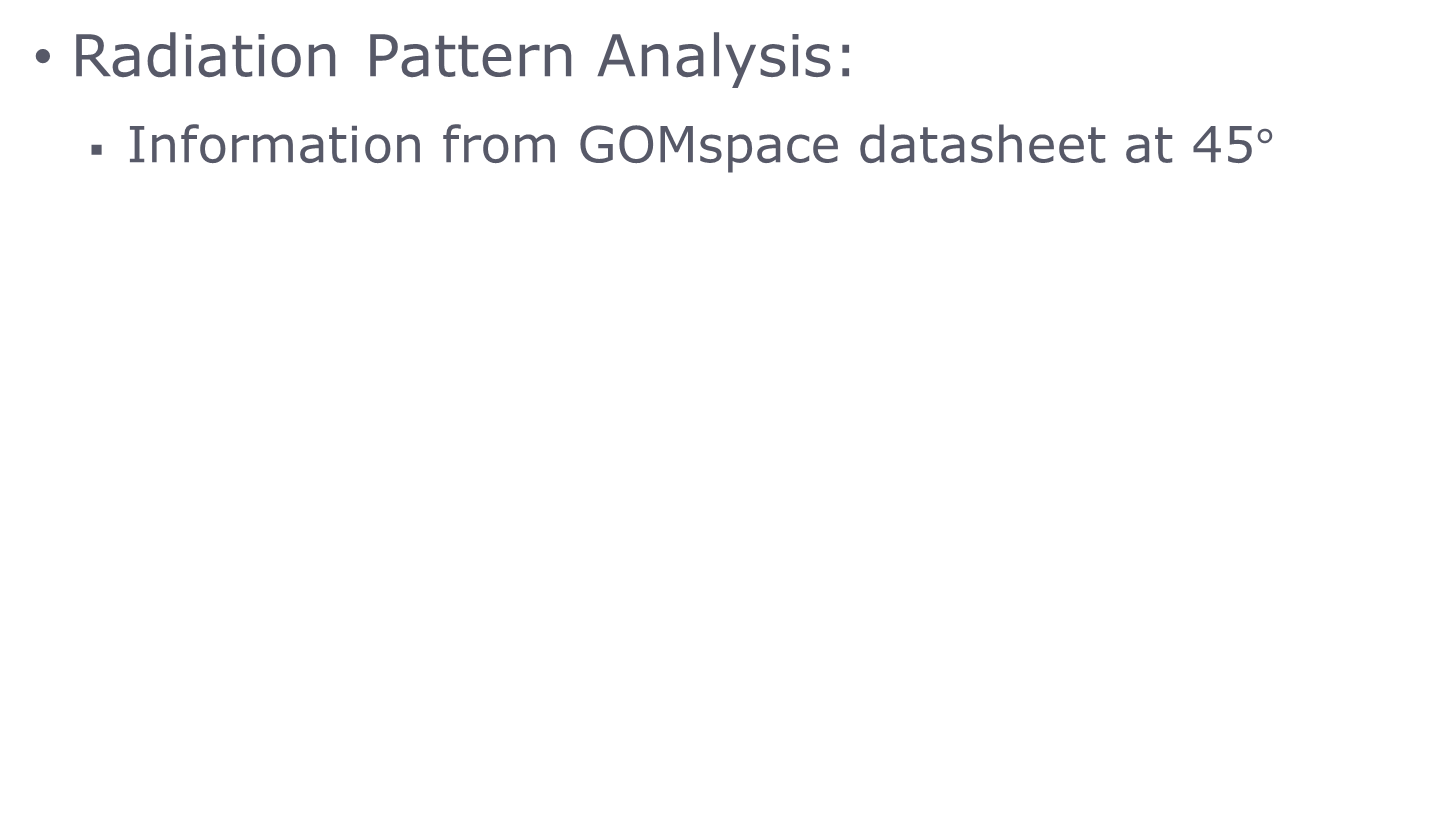 • Radiation Pattern Analysis:
▪ Information from GOMspace datasheet at 45°